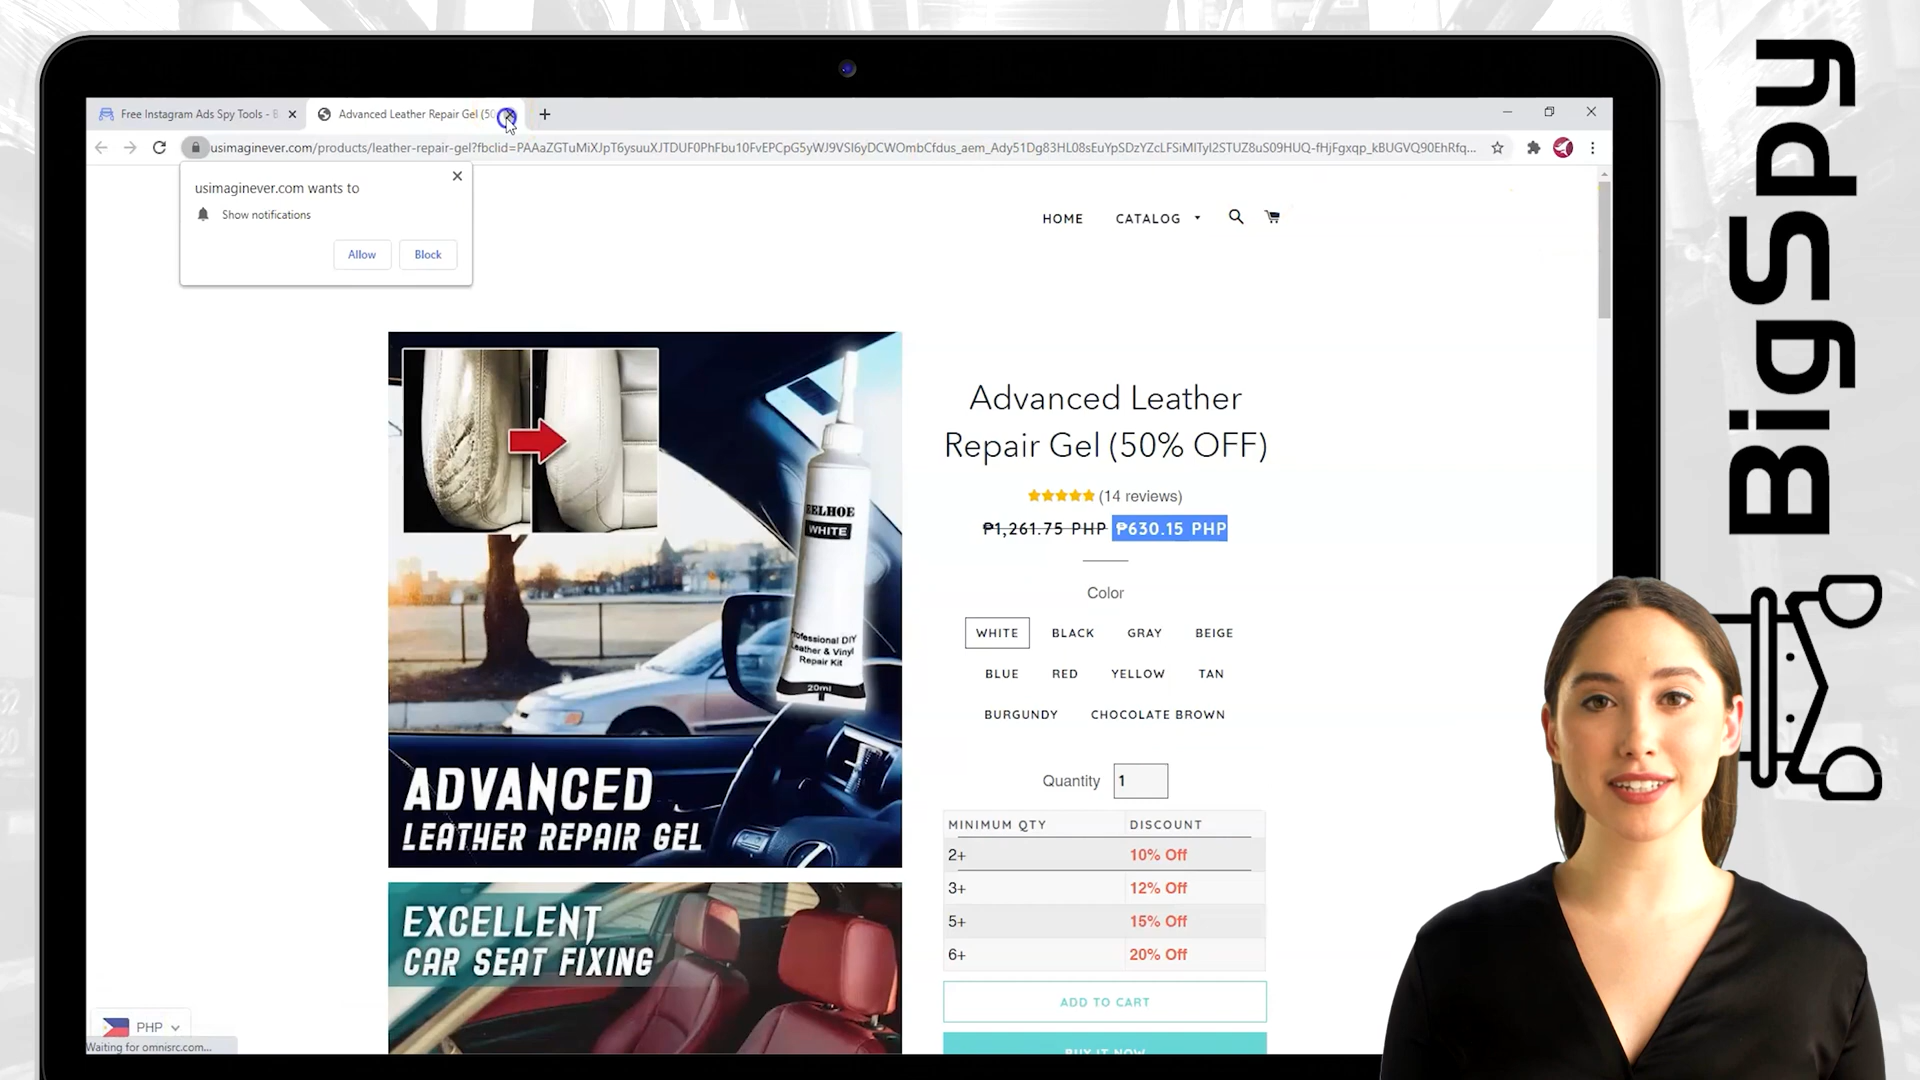 Free Instagram Ads Spy Tools - B
Advanced Leather Repair Gel (50
usimaginever.com/products/leather-repair-gel?fbclid=PAAaZGTuMiXJpT6ysuuXJTDUF0PhFbu10FvEPCpG5yWJ9VSI6yDCWOmbCfdus_aem_Ady51Dg83HL08sEuYpSDzYZcLFSiMITyI2STUZ8uS09HUQ-fHjFgxqp_kBUGVQ90EhRfq...
usimaginever.com wants to
Show notifications
Allow
Block
HOME
CATALOG
Advanced Leather
Repair Gel (50% OFF)
(14 reviews)
₱1,261.75 PHP ₱630.15 PHP
Color
WHITE
BLACK
GRAY
BEIGE
BLUE
RED
YELLOW
TAN
BURGUNDY
CHOCOLATE BROWN
Quantity
1
MINIMUM QTY
DISCOUNT
2+
10% Off
3+
12% Off
5+
15% Off
6+
20% Off
ADD TO CART
BUY IT NOW
WHITE
Professional DIY
Leather & Vinyl
Repair Kit
20ml
ADVANCED
LEATHER REPAIR GEL
EXCELLENT
CAR SEAT FIXING
PHP
Waiting for omnisrc.com...
BigSpy